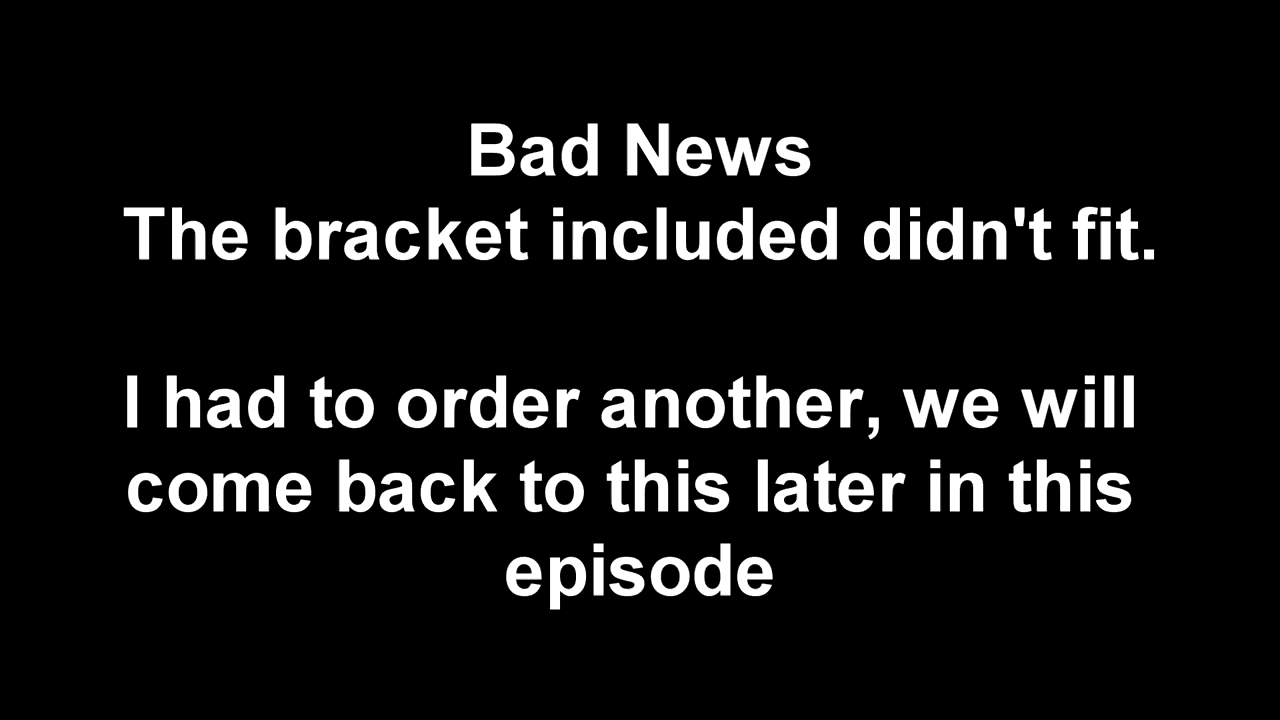 Bad News
The bracket included didn't fit.
I had to order another, we will
come back to this later in this
episode